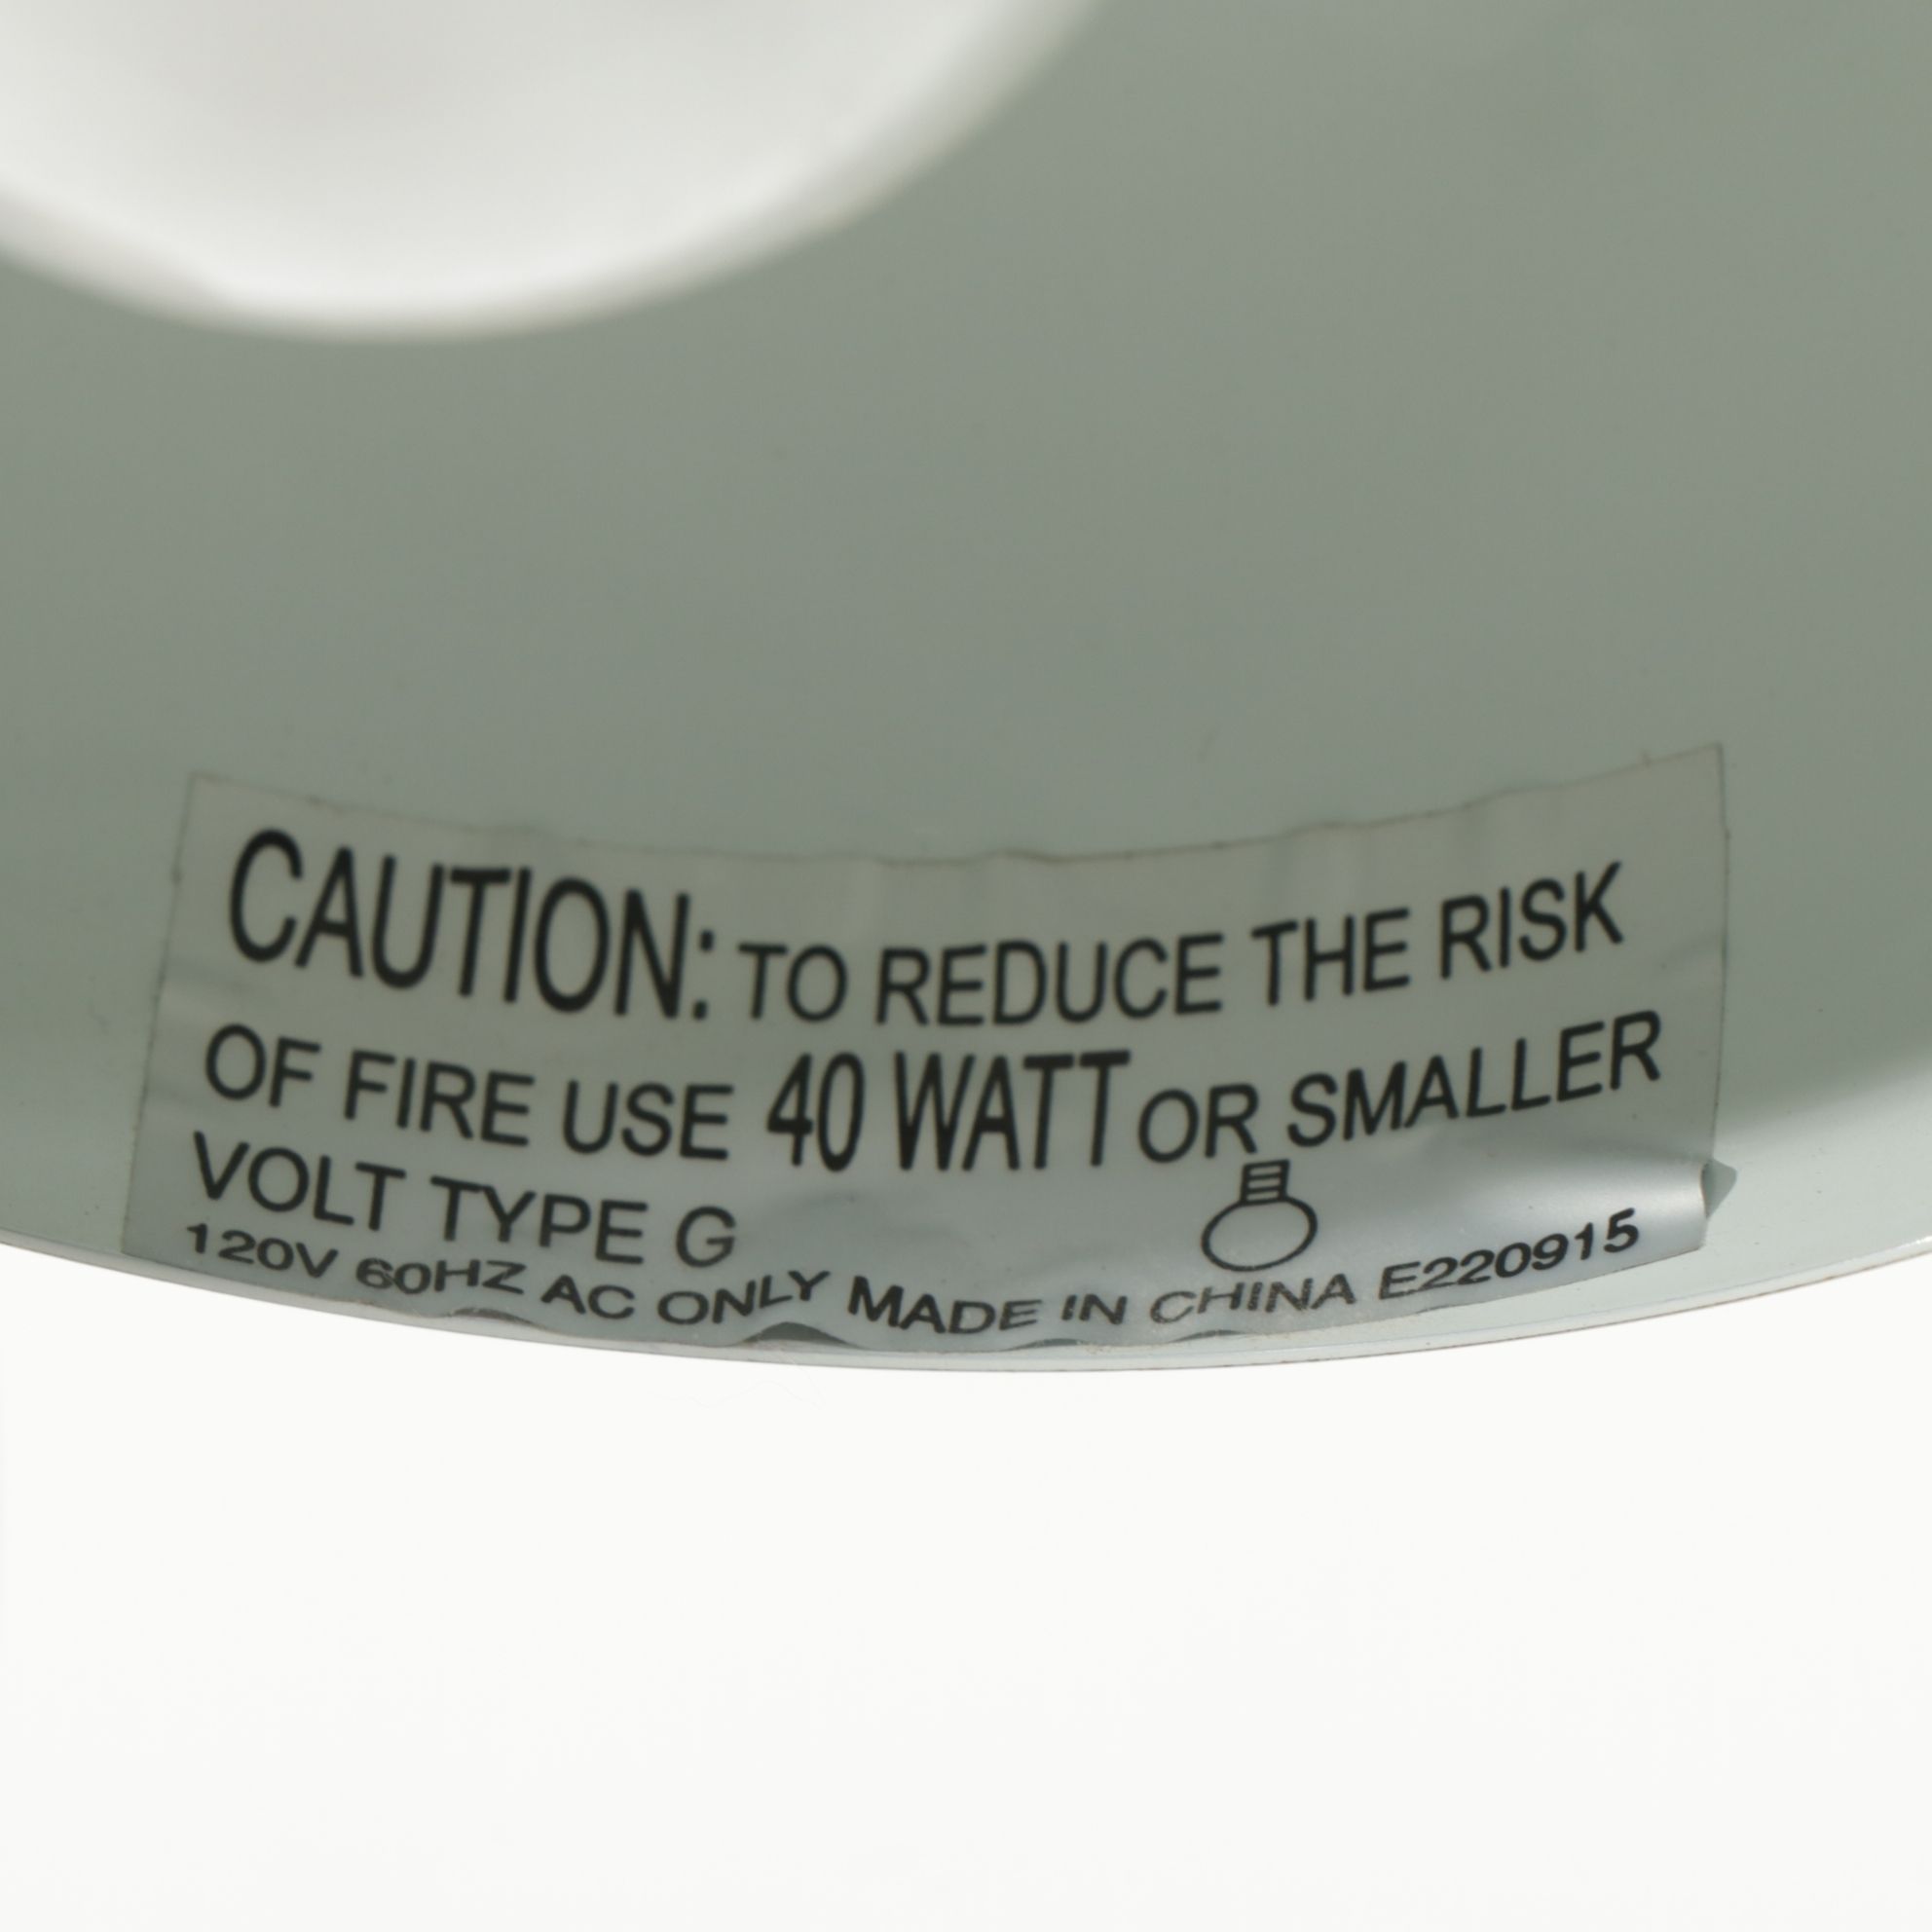 CAUTION: TO REDUCE THE RISK
OF FIRE USE 40 WATT OR SMALLER
VOLT TYPE G
120V 60HZ AC ONLY MADE IN CHINA E220915